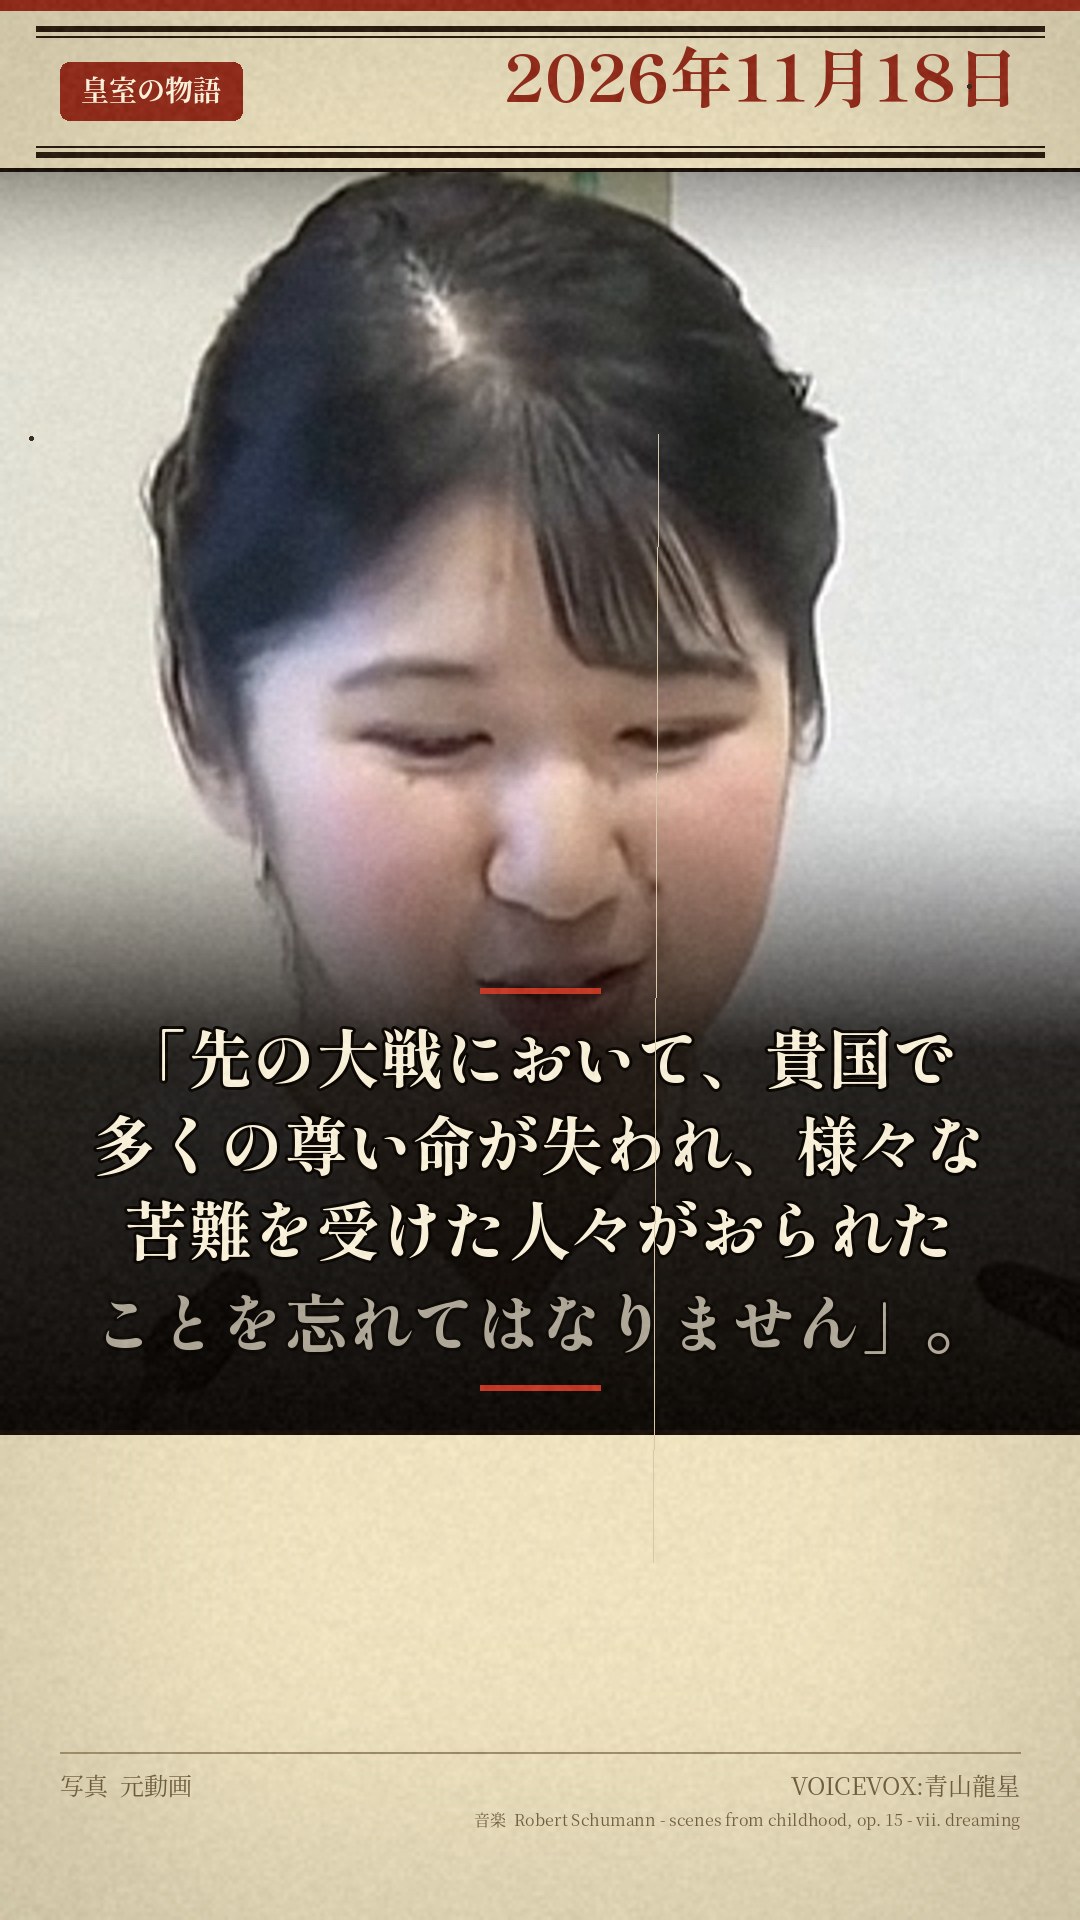 皇室の物語
2026年11月18日
「先の大戦において、貴国で
多くの尊い命が失われ、様々な
苦難を受けた人々がおられた
ことを忘れてはなりません」。
写真 元動画
VOICEVOX:青山龍星
音楽 Robert Schumann - scenes from childhood, op. 15 - vii. dreaming